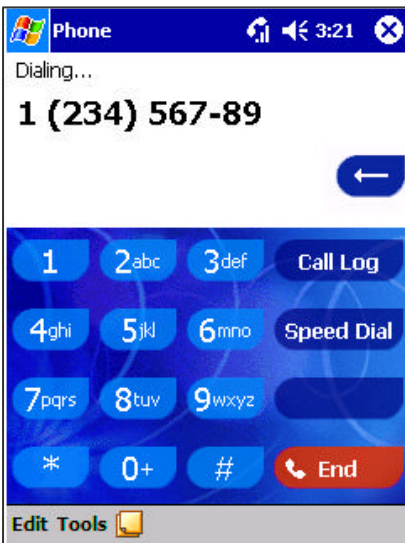 Phone 3:21
Dialing...
1 (234) 567-89
1 2abc 3def Call Log
4ghi 5jkl 6mno Speed Dial
7pqrs 8tuv 9wxyz
* 0+ # End
Edit Tools